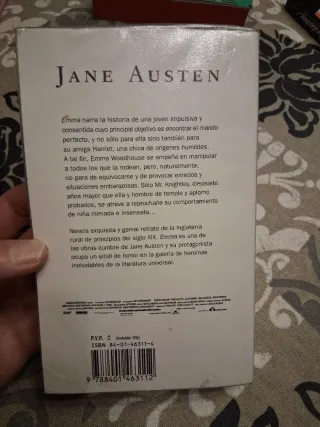 JANE AUSTEN
Emma narra la historia de una joven impulsiva y
consentida cuyo principal objetivo es encontrar el marido
perfecto, y no sólo para ella sino también para
su amiga Harriet, una chica de orígenes humildes.
A tal fin, Emma Woodhouse se empeña en manipular
a todos los que la rodean, pero, naturalmente,
no para de equivocarse y de provocar enredos y
situaciones embarazosas. Sólo Mr. Knightly, dieciséis
años mayor que ella y hombre de temple y aplomo
probados, se atreve a reprocharle su comportamiento
de niña mimada e insensata...
Novela exquisita y genial retrato de la Inglaterra
rural de principios del siglo XIX, Emma es una de
las obras cumbre de Jane Austen y su protagonista
ocupa un sitial de honor en la galería de heroínas
inolvidables de la literatura universal.
P.V.P. C (incluido IVA)
ISBN 84-01-46311-4
9 788401 463112